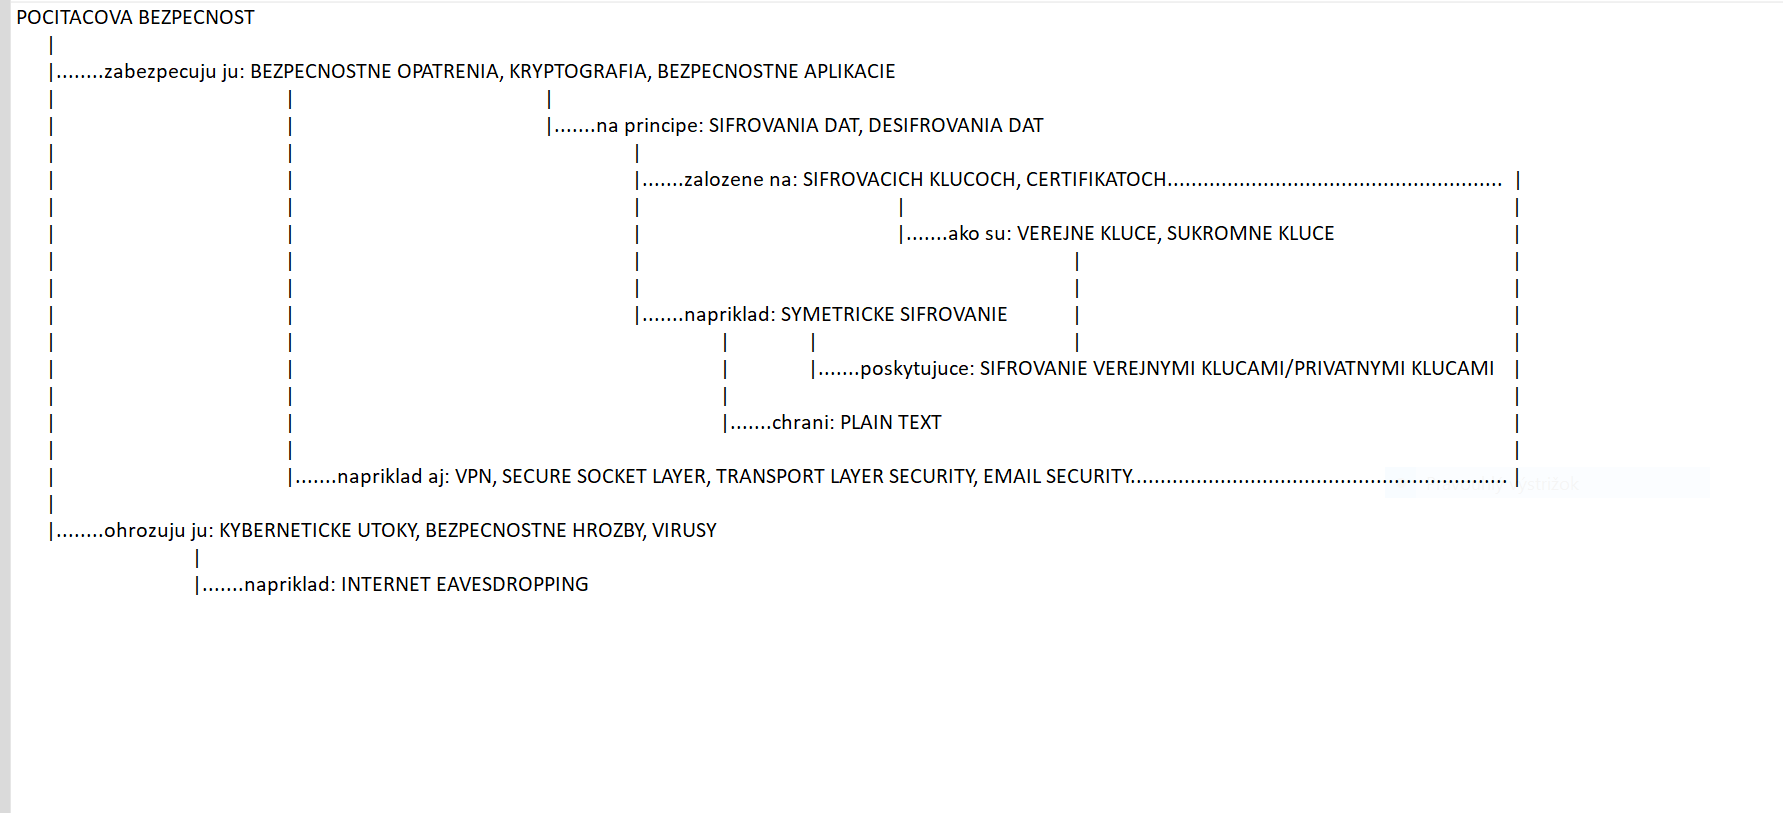 POCITACOVA BEZPECNOST
|
|........zabezpecuju ju: BEZPECNOSTNE OPATRENIA, KRYPTOGRAFIA, BEZPECNOSTNE APLIKACIE
| | |
| | |.......na principe: SIFROVANIA DAT, DESIFROVANIA DAT
| | |
| | |.......zalozene na: SIFROVACICH KLUCOCH, CERTIFIKATOCH........................................................ |
| | | | |
| | | |.......ako su: VEREJNE KLUCE, SUKROMNE KLUCE |
| | | | |
| | | | |
| | |.......napriklad: SYMETRICKE SIFROVANIE | |
| | | | | |
| | | |.......poskytujuce: SIFROVANIE VEREJNYMI KLUCAMI/PRIVATNYMI KLUCAMI |
| | | |
| | |.......chrani: PLAIN TEXT |
| | |
| |.......napriklad aj: VPN, SECURE SOCKET LAYER, TRANSPORT LAYER SECURITY, EMAIL SECURITY............................................................... |
|
|........ohrozuju ju: KYBERNETICKE UTOKY, BEZPECNOSTNE HROZBY, VIRUSY
|
|.......napriklad: INTERNET EAVESDROPPING